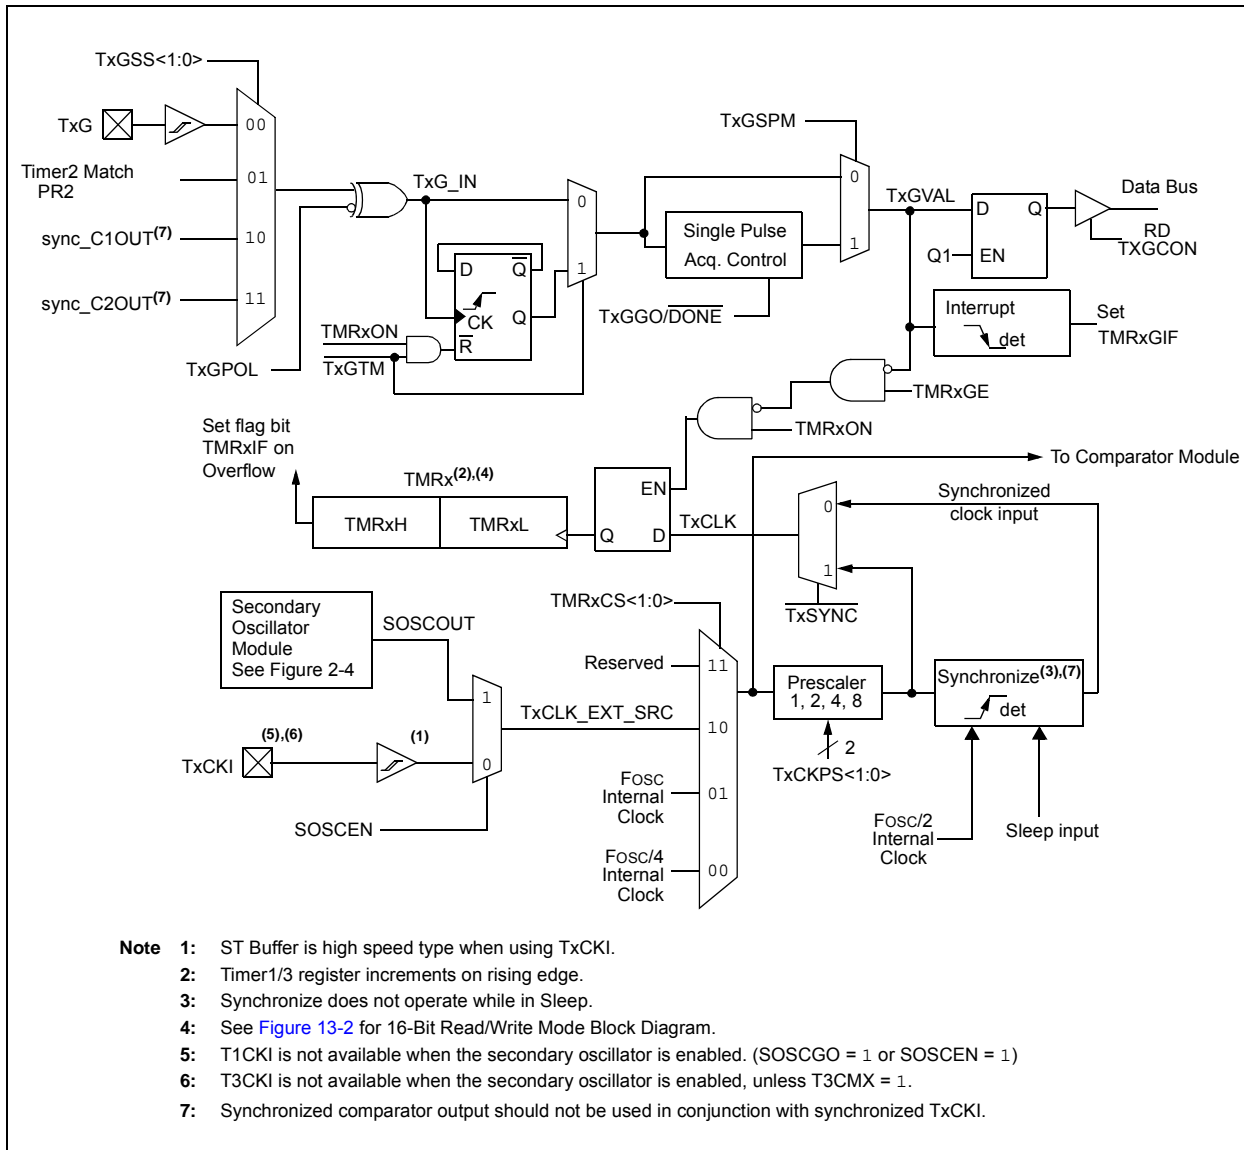 TxGSS<1:0>
TxG
00
Timer2 Match
PR2
01
sync_C1OUT(7)
10
sync_C2OUT(7)
11
TxGPOL
TxG_IN
0
1
D
Q
CK
Q
R
TMRxON
TxGTM
TxGSPM
0
1
Single Pulse
Acq. Control
TxGGO/DONE
TxGVAL
D
Q
Q1
EN
Data Bus
RD
TXGCON
Interrupt
det
Set
TMRxGIF
TMRxGE
TMRxON
Set flag bit
TMRxIF on
Overflow
TMRx(2),(4)
TMRxH
TMRxL
EN
Q
D
TxCLK
To Comparator Module
Synchronized
clock input
0
1
TxSYNC
Secondary
Oscillator
Module
See Figure 2-4
SOSCOUT
1
0
(5),(6)
TxCKI
(1)
SOSCEN
TxCLK_EXT_SRC
TMRxCS<1:0>
Reserved
11
10
FOSC
Internal
Clock
01
FOSC/4
Internal
Clock
00
Prescaler
1, 2, 4, 8
2
TxCKPS<1:0>
Synchronize(3),(7)
det
FOSC/2
Internal
Clock
Sleep input
Note 1: ST Buffer is high speed type when using TxCKI.
2: Timer1/3 register increments on rising edge.
3: Synchronize does not operate while in Sleep.
4: See Figure 13-2 for 16-Bit Read/Write Mode Block Diagram.
5: T1CKI is not available when the secondary oscillator is enabled. (SOSCGO = 1 or SOSCEN = 1)
6: T3CKI is not available when the secondary oscillator is enabled, unless T3CMX = 1.
7: Synchronized comparator output should not be used in conjunction with synchronized TxCKI.